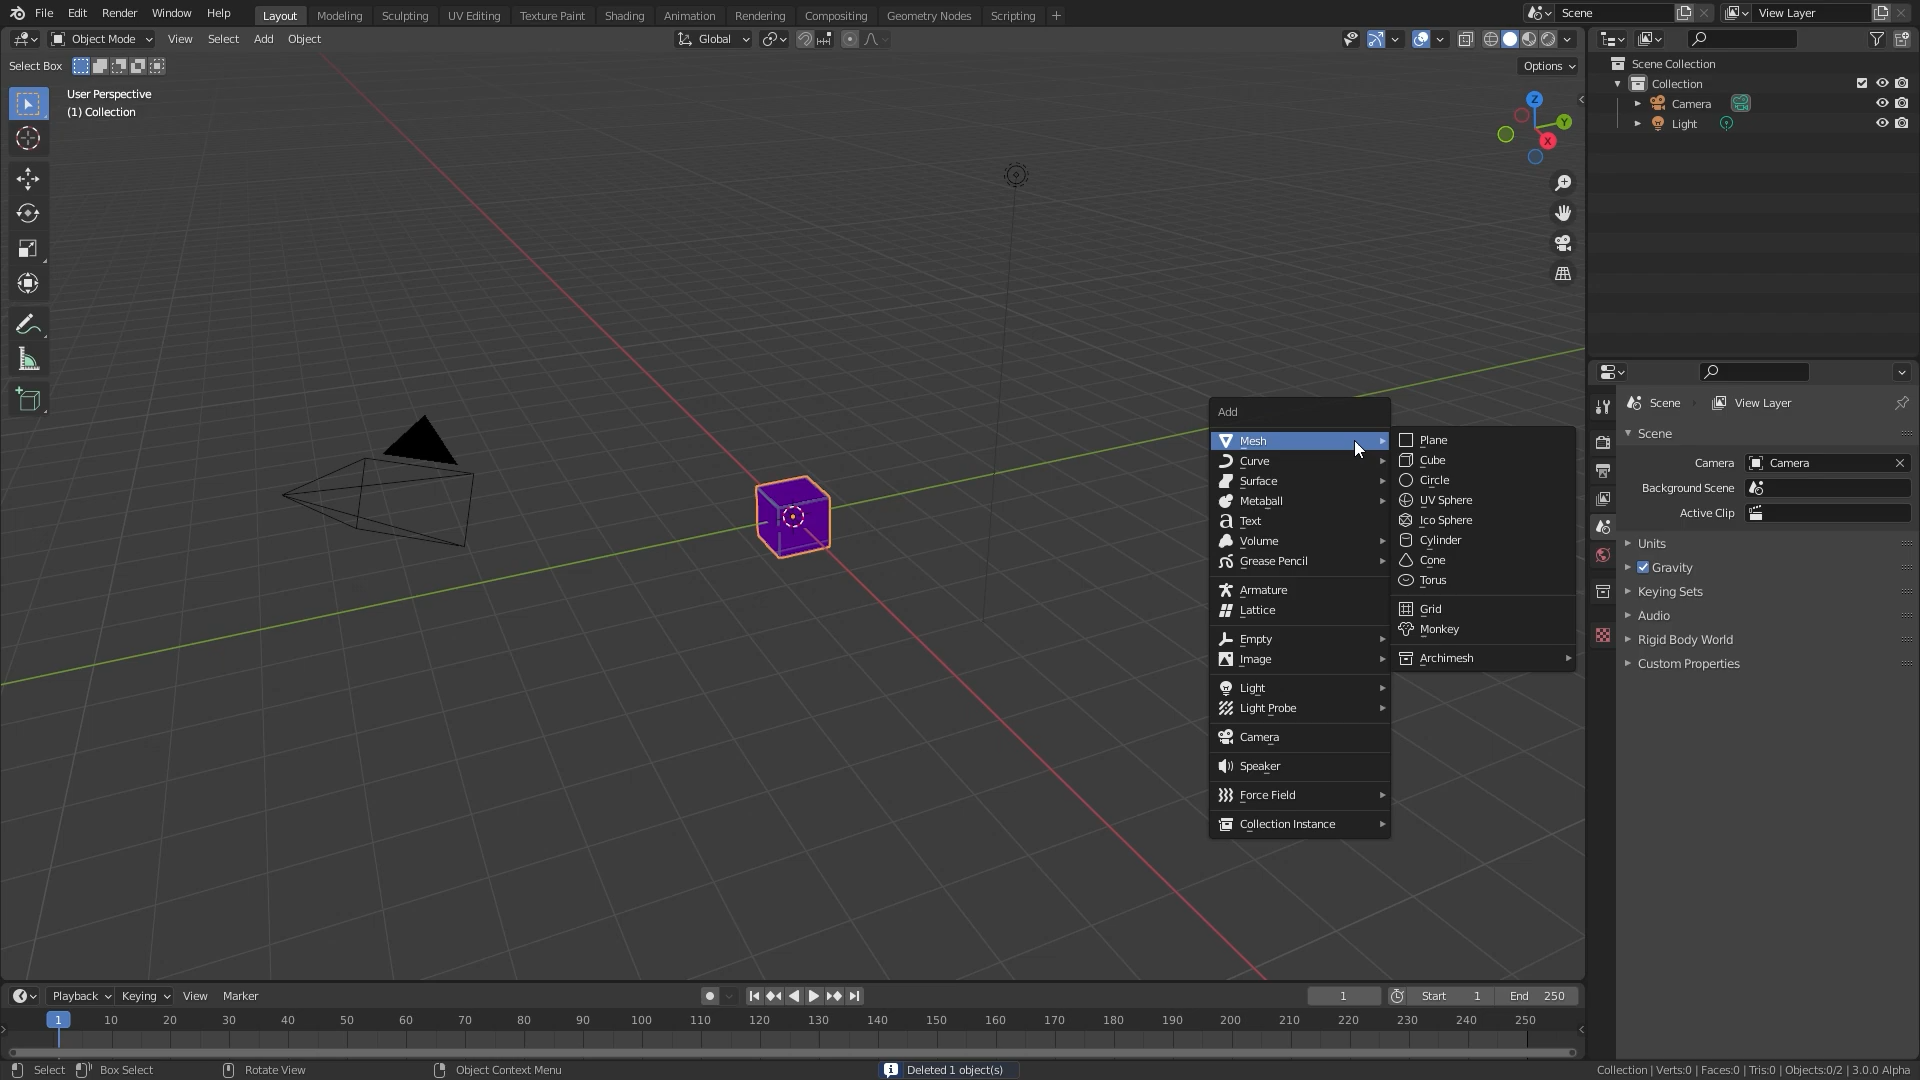 File Edit Render Window Help
Layout Modeling Sculpting UV Editing Texture Paint Shading Animation Rendering Compositing Geometry Nodes Scripting +
Scene
View Layer
Object Mode View Select Add Object
Global
Select Box
Options
User Perspective
(1) Collection
Z
Y
X
Scene Collection
Collection
Camera
Light
Add
Mesh
Curve
Surface
Metaball
Text
Volume
Grease Pencil
Armature
Lattice
Empty
Image
Light
Light Probe
Camera
Speaker
Force Field
Collection Instance
Plane
Cube
Circle
UV Sphere
Ico Sphere
Cylinder
Cone
Torus
Grid
Monkey
Archimesh
Scene View Layer
Scene
Camera Camera
Background Scene
Active Clip
Units
Gravity
Keying Sets
Audio
Rigid Body World
Custom Properties
Playback Keying View Marker
1 Start 1 End 250
1 10 20 30 40 50 60 70 80 90 100 110 120 130 140 150 160 170 180 190 200 210 220 230 240 250
Select Box Select Rotate View Object Context Menu Deleted 1 object(s) Collection | Verts:0 | Faces:0 | Tris:0 | Objects:0/2 | 3.0.0 Alpha